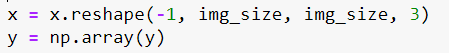 x = x.reshape(-1, img_size, img_size, 3)
y = np.array(y)